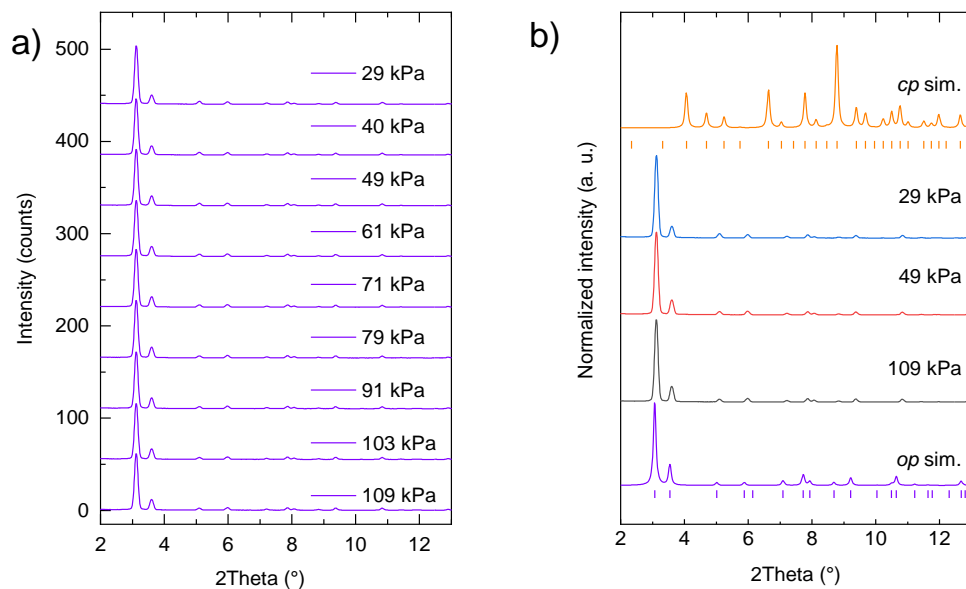 a)
500
400
300
200
100
0
Intensity (counts)
29 kPa
40 kPa
49 kPa
61 kPa
71 kPa
79 kPa
91 kPa
103 kPa
109 kPa
2 4 6 8 10 12
2Theta (°)
b)
Normalized intensity (a. u.)
cp sim.
29 kPa
49 kPa
109 kPa
op sim.
2 4 6 8 10 12
2Theta (°)